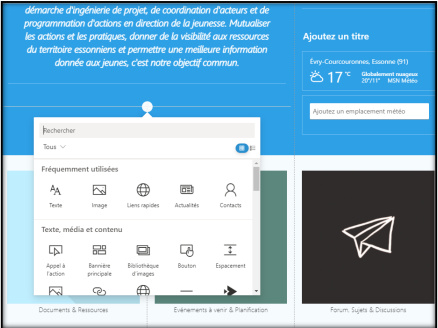 démarche d'ingénierie de projet, de coordination d'acteurs et de
programmation d'actions en direction de la jeunesse. Mutualiser
les actions et les pratiques, donner de la visibilité aux ressources
du territoire essonniens et permettre une meilleure information
donnée aux jeunes, c'est notre objectif commun.
Ajoutez un titre
Évry-Courcouronnes, Essonne (91)
17 °C Globalement nuageux
20°/11° MSN Météo
Ajoutez un emplacement météo
Rechercher
Tous
Fréquemment utilisées
Texte Image Liens rapides Actualités Contacts
Texte, média et contenu
Appel à l'action Bannière principale Bibliothèque d'images Bouton Espacement
Documents & Ressources Evènements à venir & Planification Forum, Sujets & Discussions